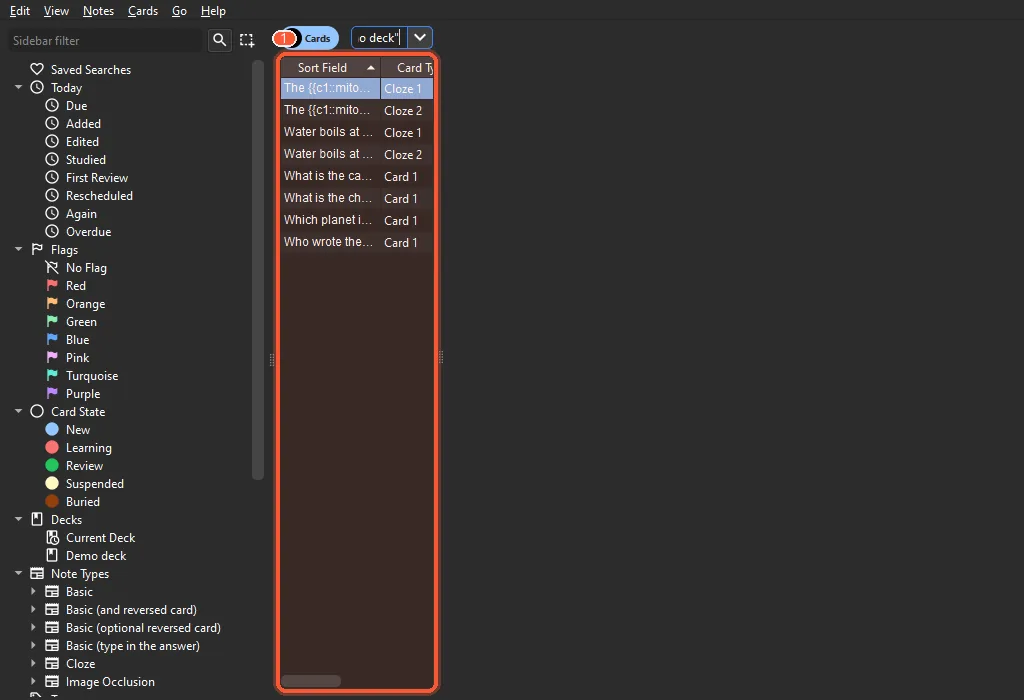 Edit View Notes Cards Go Help
Sidebar filter
1 Cards
o deck"
Saved Searches
Today
Due
Added
Edited
Studied
First Review
Rescheduled
Again
Overdue
Flags
No Flag
Red
Orange
Green
Blue
Pink
Turquoise
Purple
Card State
New
Learning
Review
Suspended
Buried
Decks
Current Deck
Demo deck
Note Types
Basic
Basic (and reversed card)
Basic (optional reversed card)
Basic (type in the answer)
Cloze
Image Occlusion
Sort Field Card Ty
The {{c1::mito... Cloze 1
The {{c1::mito... Cloze 2
Water boils at ... Cloze 1
Water boils at ... Cloze 2
What is the ca... Card 1
What is the ch... Card 1
Which planet i... Card 1
Who wrote the... Card 1